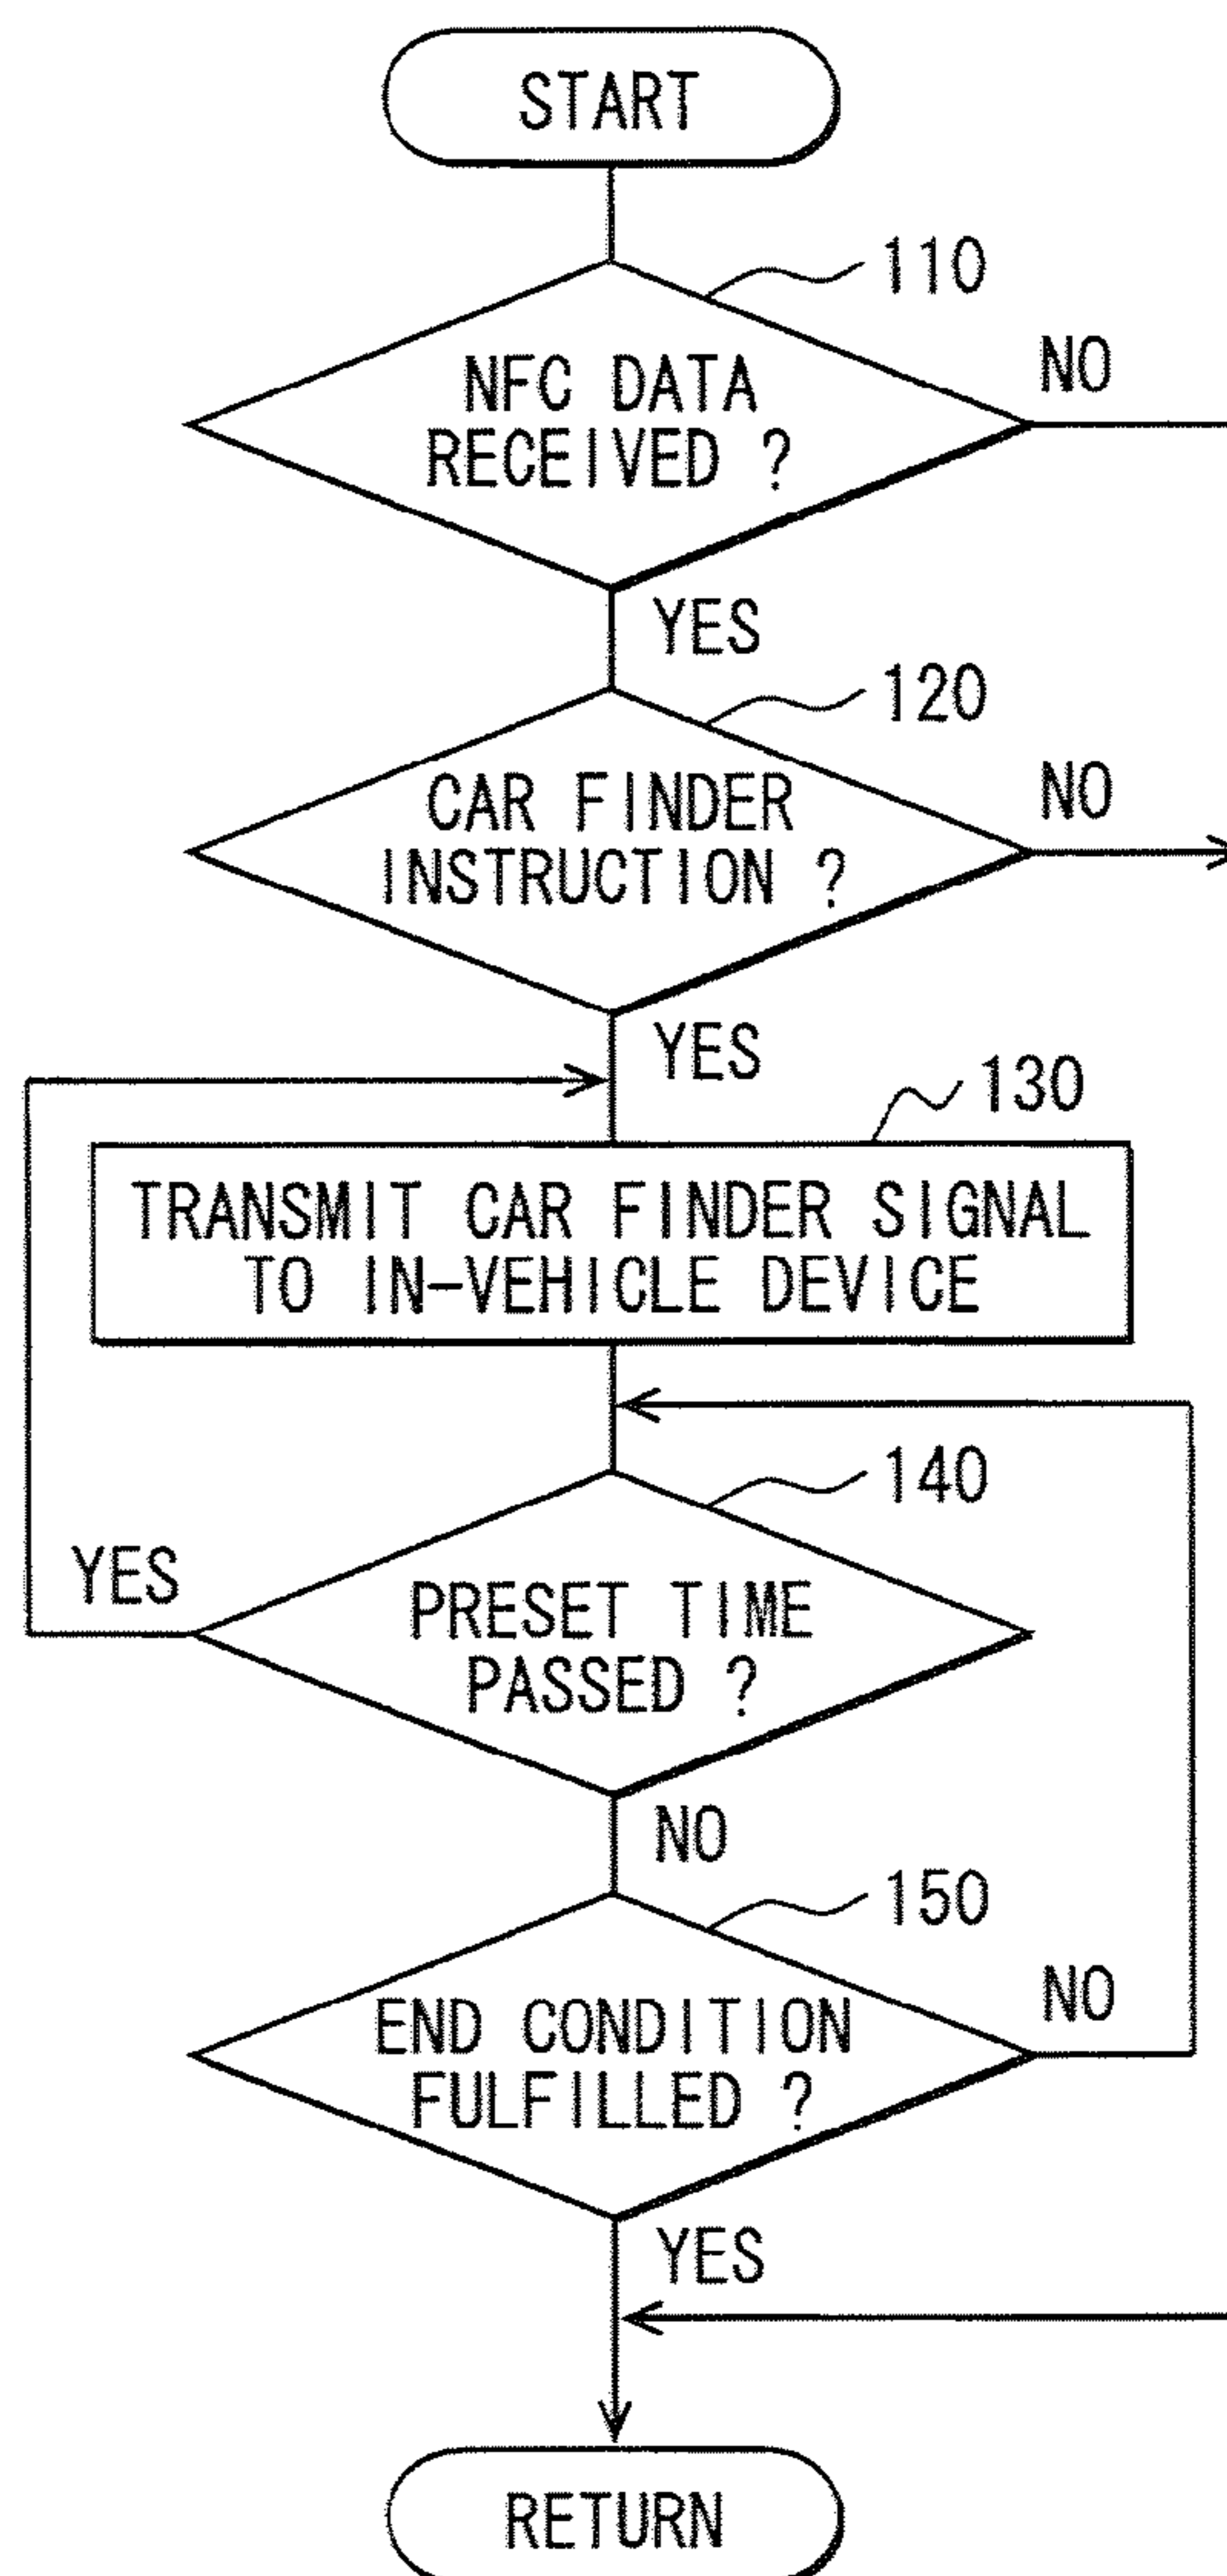 START
110
NFC DATA
RECEIVED ?
NO
YES
120
CAR FINDER
INSTRUCTION ?
NO
YES
130
TRANSMIT CAR FINDER SIGNAL
TO IN-VEHICLE DEVICE
140
YES
PRESET TIME
PASSED ?
NO
150
END CONDITION
FULFILLED ?
NO
YES
RETURN